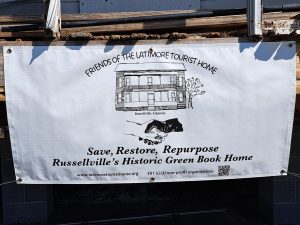 FRIENDS OF THE LATIMORE TOURIST HOME
Russellville, Arkansas
Save, Restore, Repurpose
Russellville's Historic Green Book Home
www.latimoretouristhome.org 501 (c)(3) non-profit organization